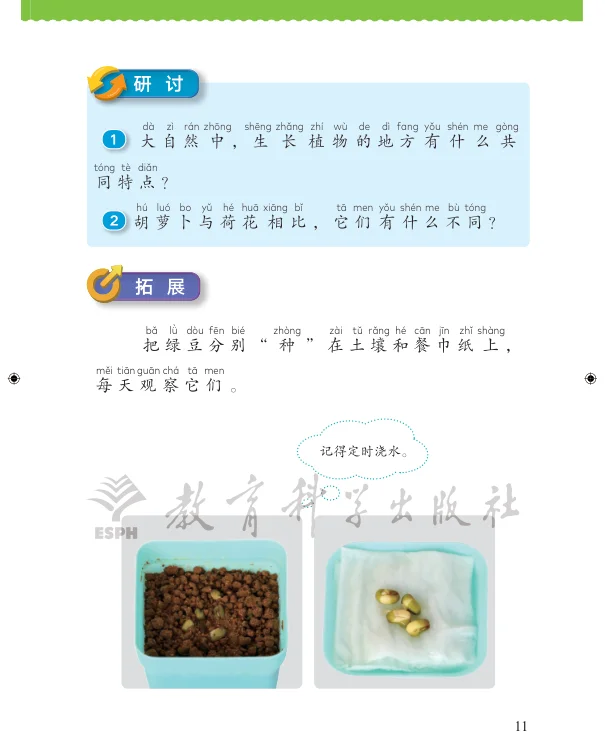 研讨
dà zì rán zhōng shēng zhǎng zhí wù de dì fang yǒu shén me gòng
1 大自然中，生长植物的地方有什么共
tóng tè diǎn
同特点？
hú luó bo yǔ hé huā xiāng bǐ tā men yǒu shén me bù tóng
2 胡萝卜与荷花相比，它们有什么不同？
拓展
bǎ lǜ dòu fēn bié zhòng zài tǔ rǎng hé cān jīn zhǐ shàng
把绿豆分别“种”在土壤和餐巾纸上，
měi tiān guān chá tā men
每天观察它们。
记得定时浇水。
ESPH 教育科学出版社
11